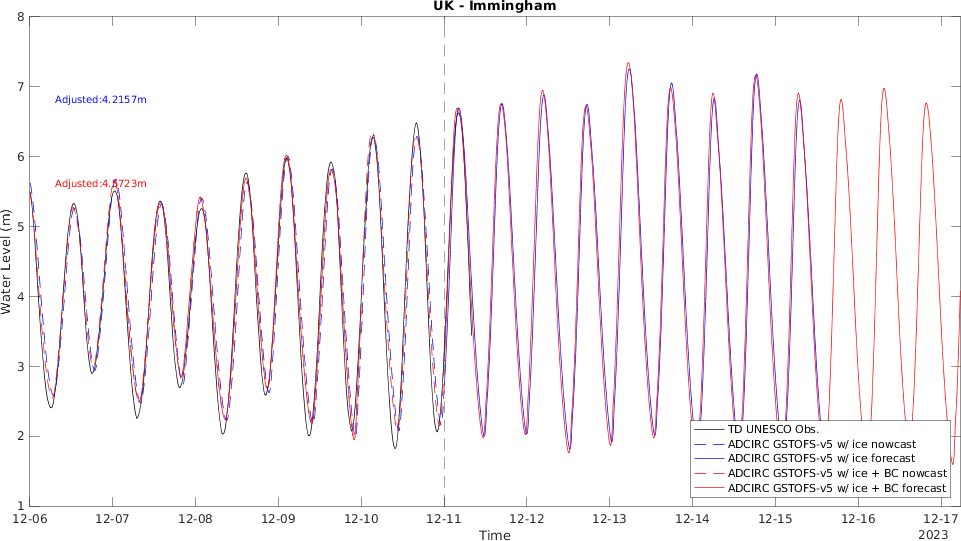 UK - Immingham
8
7
6
5
4
3
2
1
Water Level (m)
Adjusted:4.2157m
Adjusted:4. 723m
TD UNESCO Obs.
ADCIRC GSTOFS-v5 w/ ice nowcast
ADCIRC GSTOFS-v5 w/ ice forecast
ADCIRC GSTOFS-v5 w/ ice + BC nowcast
ADCIRC GSTOFS-v5 w/ ice + BC forecast
12-06 12-07 12-08 12-09 12-10 12-11 12-12 12-13 12-14 12-15 12-16 12-17
Time
2023